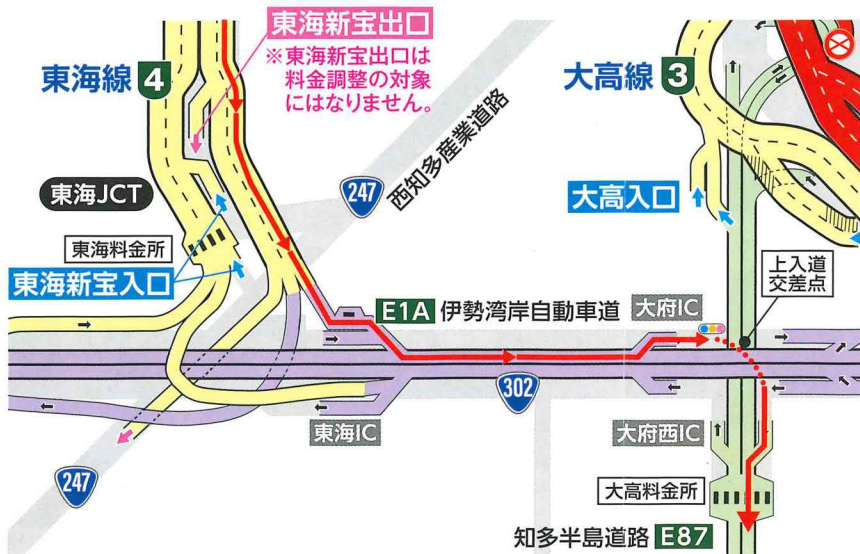 東海新宝出口
※東海新宝出口は
料金調整の対象
にはなりません。
東海線 4
大高線 3
西知多産業道路
247
東海JCT
大高入口
東海料金所
東海新宝入口
上入道
交差点
E1A 伊勢湾岸自動車道
大府IC
302
東海IC
大府西IC
247
大高料金所
知多半島道路 E87